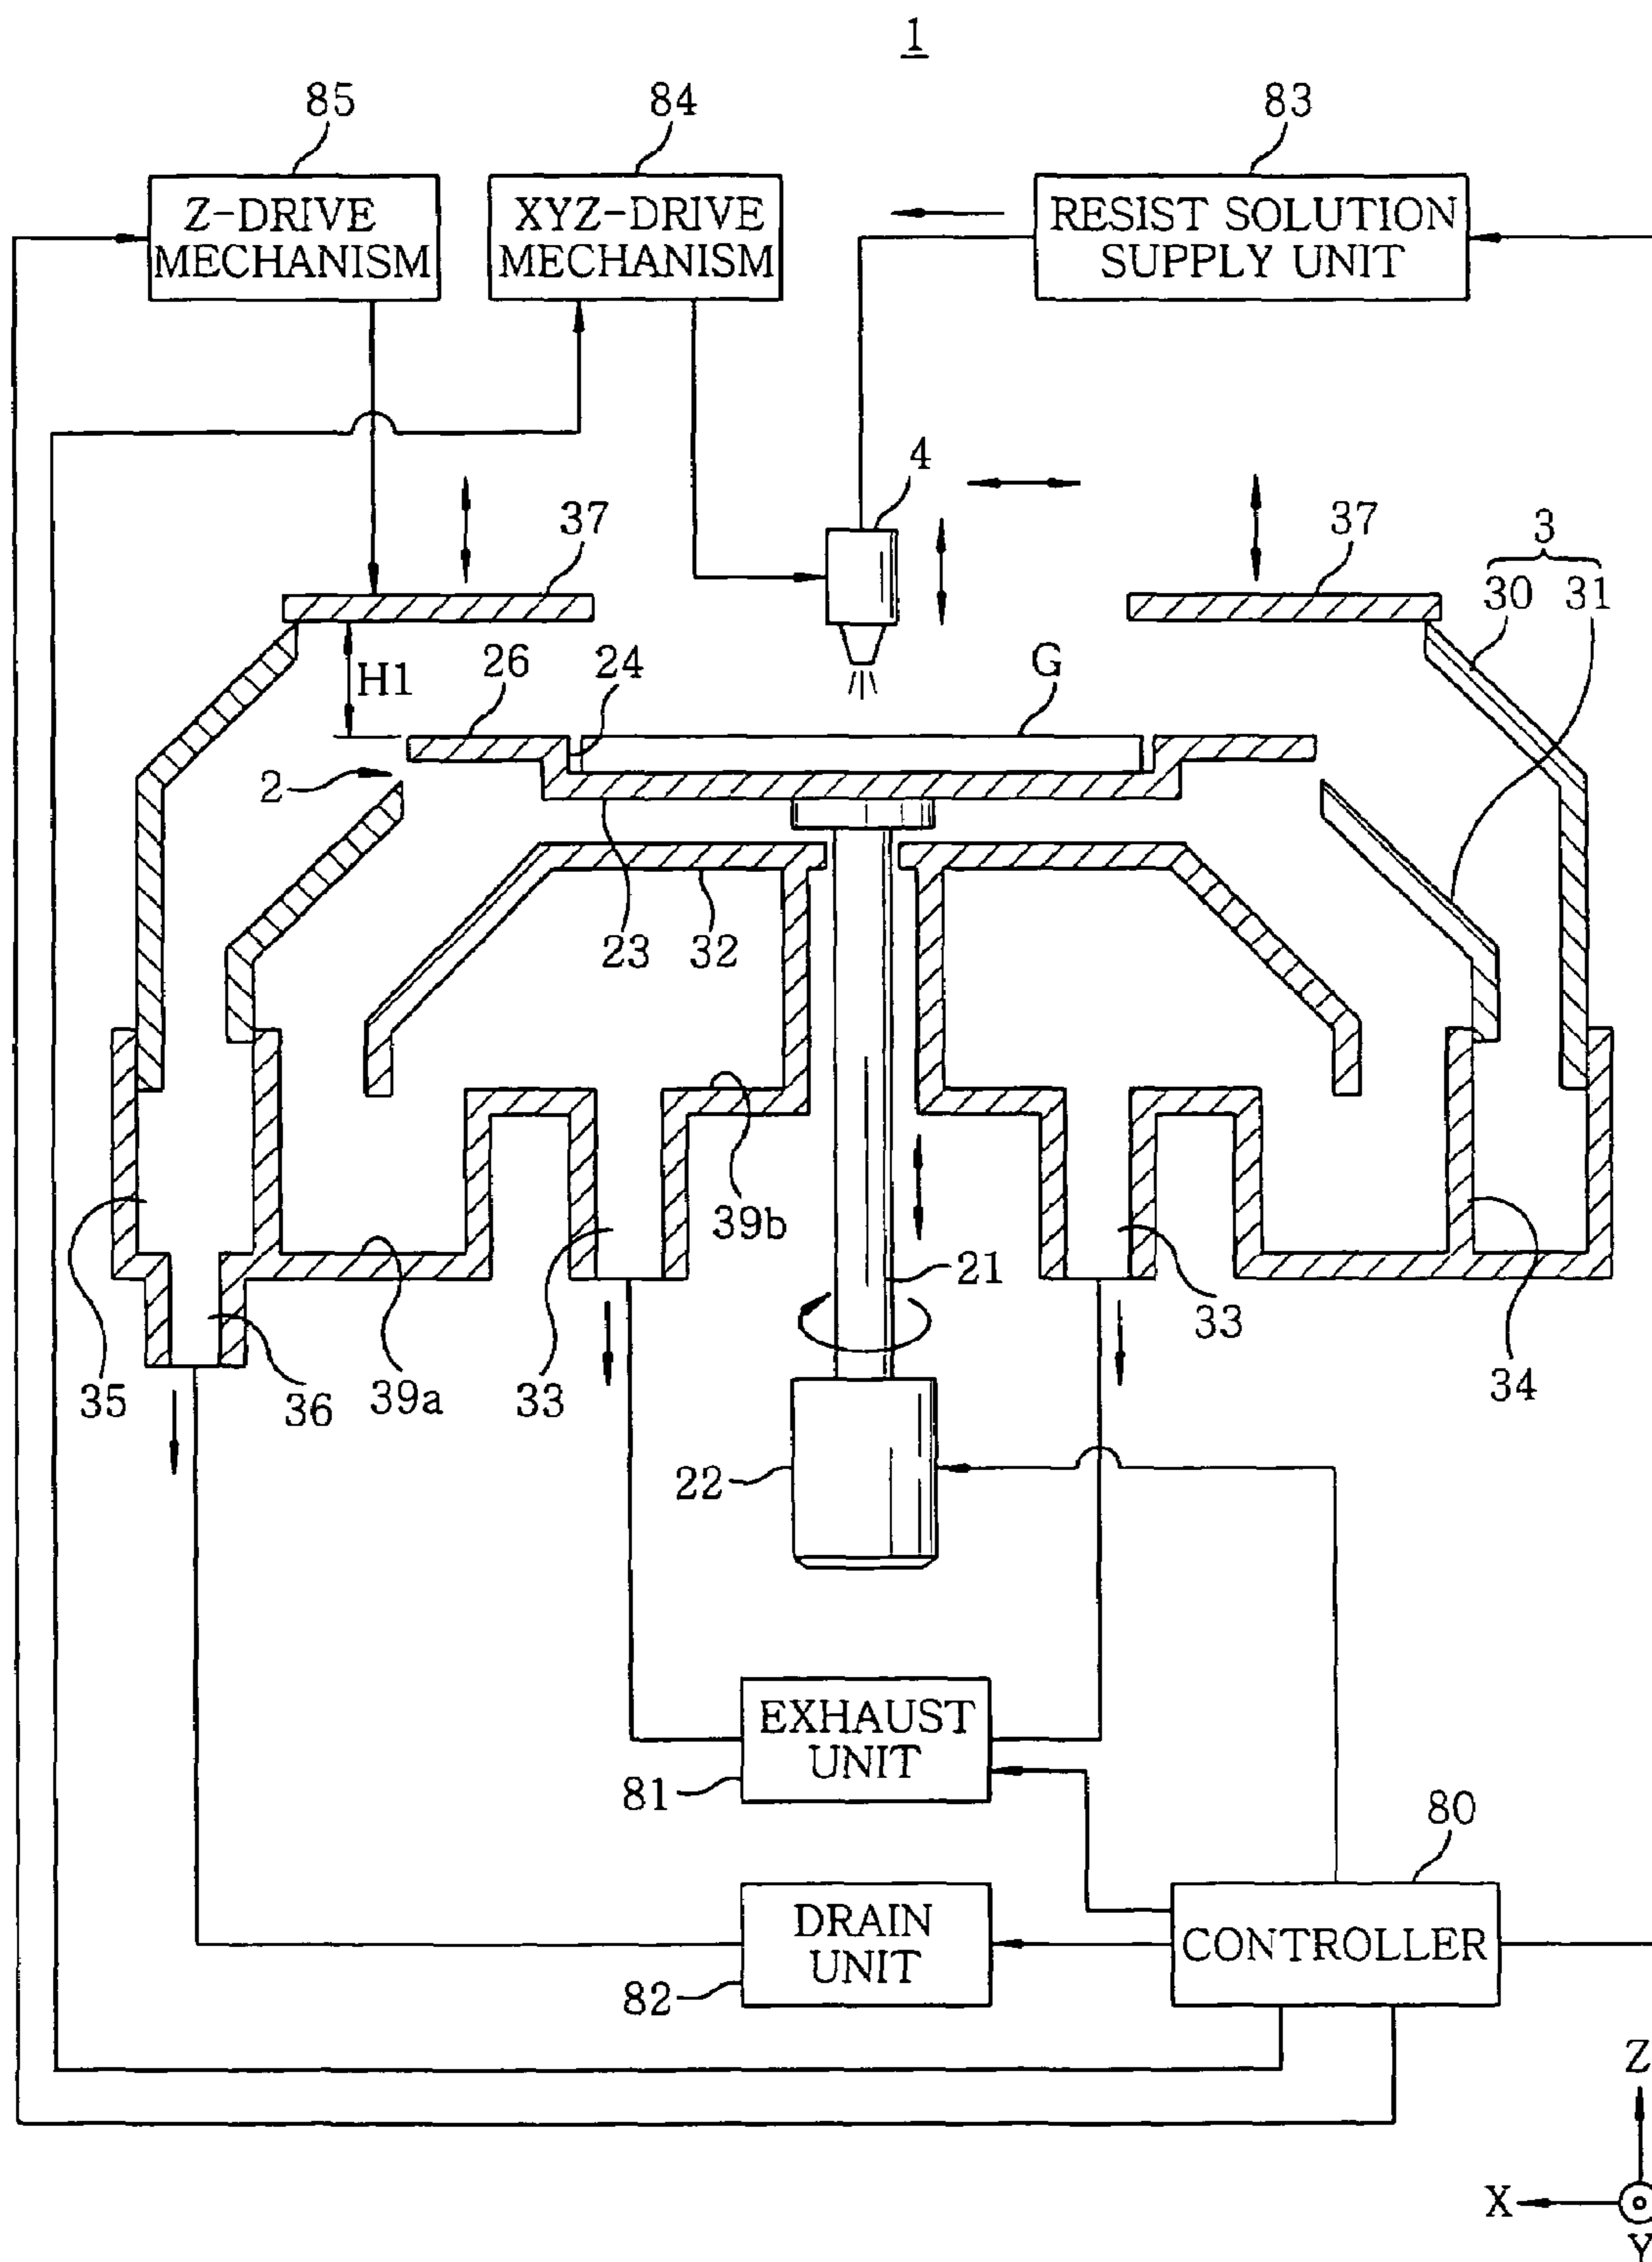 1
85
84
83
Z-DRIVE
MECHANISM
XYZ-DRIVE
MECHANISM
RESIST SOLUTION
SUPPLY UNIT
4
37
37
3
30
31
H1
26
24
G
2
23
32
39b
21
33
35
36
39a
33
34
22
EXHAUST
UNIT
81
80
DRAIN
UNIT
CONTROLLER
82
Z
X
Y